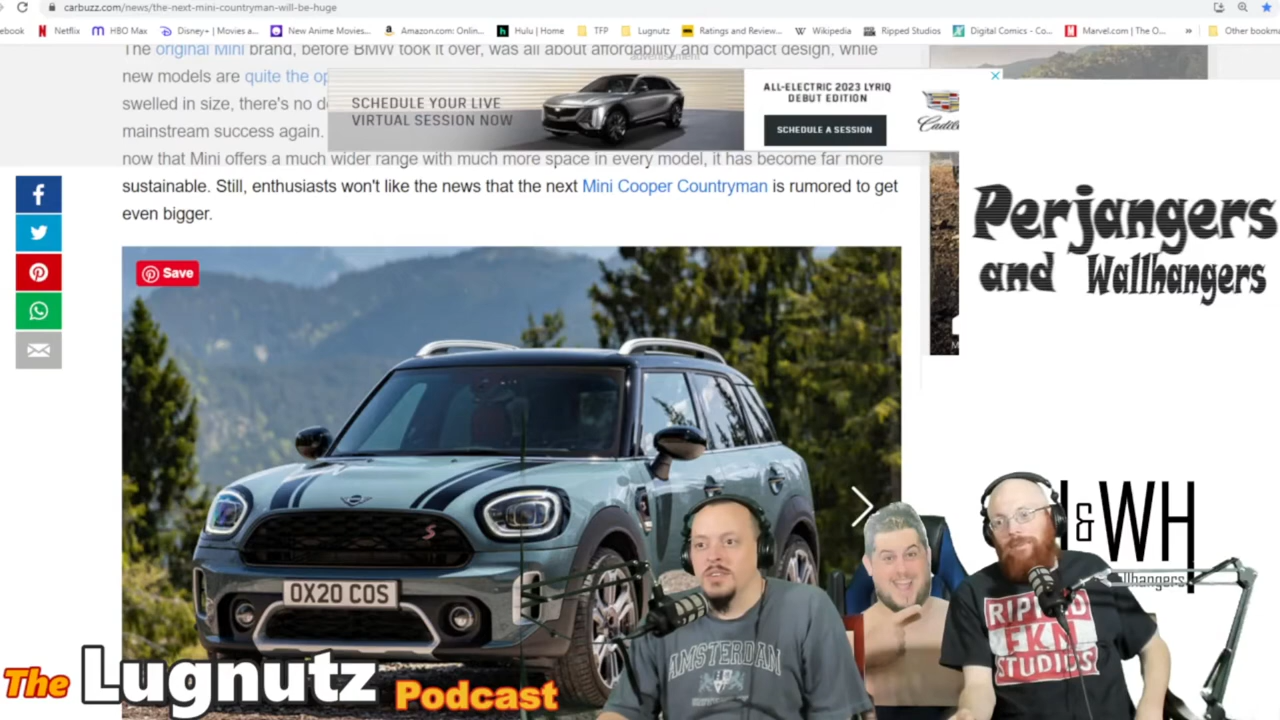 carbuzz.com/news/the-next-mini-countryman-will-be-huge
ebook Netflix HBO Max Disney+ | Movies a... New Anime Movies... Amazon.com: Onlin... Hulu | Home TFP Lugnutz Ratings and Review... Wikipedia Ripped Studios Digital Comics - Co... Marvel.com | The O... » Other bookma
The original Mini brand, before BMW took it over, was all about affordability and compact design, while
advertisement
new models are quite the op
swelled in size, there's no d
mainstream success again.
now that Mini offers a much wider range with much more space in every model, it has become far more
sustainable. Still, enthusiasts won't like the news that the next Mini Cooper Countryman is rumored to get
even bigger.
SCHEDULE YOUR LIVE
VIRTUAL SESSION NOW
ALL-ELECTRIC 2023 LYRIQ
DEBUT EDITION
SCHEDULE A SESSION
Cadill
Perjangers
and Wallhangers
Save
S
OX20 COS
& WH
llhangers
AMSTERDAM
RIPPED
FKN
STUDIOS
The Lugnutz Podcast